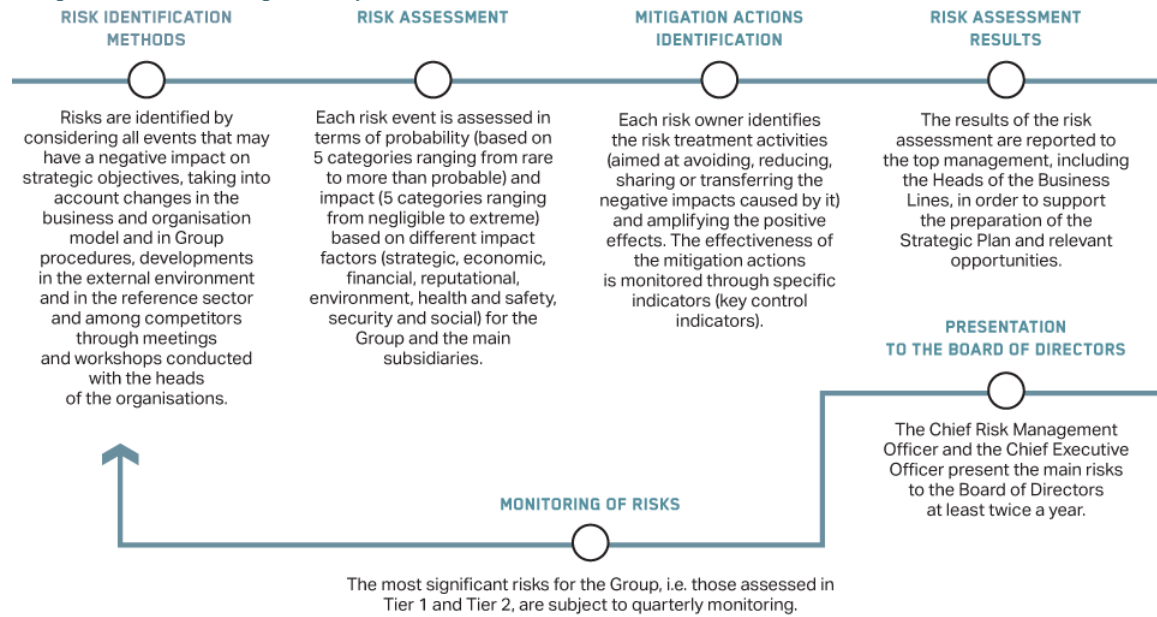 RISK IDENTIFICATION
METHODS
Risks are identified by
considering all events that may
have a negative impact on
strategic objectives, taking into
account changes in the
business and organisation
model and in Group
procedures, developments
in the external environment
and in the reference sector
and among competitors
through meetings
and workshops conducted
with the heads
of the organisations.
RISK ASSESSMENT
Each risk event is assessed in
terms of probability (based on
5 categories ranging from rare
to more than probable) and
impact (5 categories ranging
from negligible to extreme)
based on different impact
factors (strategic, economic,
financial, reputational,
environment, health and safety,
security and social) for the
Group and the main
subsidiaries.
MITIGATION ACTIONS
IDENTIFICATION
Each risk owner identifies
the risk treatment activities
(aimed at avoiding, reducing,
sharing or transferring the
negative impacts caused by it)
and amplifying the positive
effects. The effectiveness of
the mitigation actions
is monitored through specific
indicators (key control
indicators).
RISK ASSESSMENT
RESULTS
The results of the risk
assessment are reported to
the top management, including
the Heads of the Business
Lines, in order to support
the preparation of the
Strategic Plan and relevant
opportunities.
PRESENTATION
TO THE BOARD OF DIRECTORS
The Chief Risk Management
Officer and the Chief Executive
Officer present the main risks
to the Board of Directors
at least twice a year.
MONITORING OF RISKS
The most significant risks for the Group, i.e. those assessed in
Tier 1 and Tier 2, are subject to quarterly monitoring.